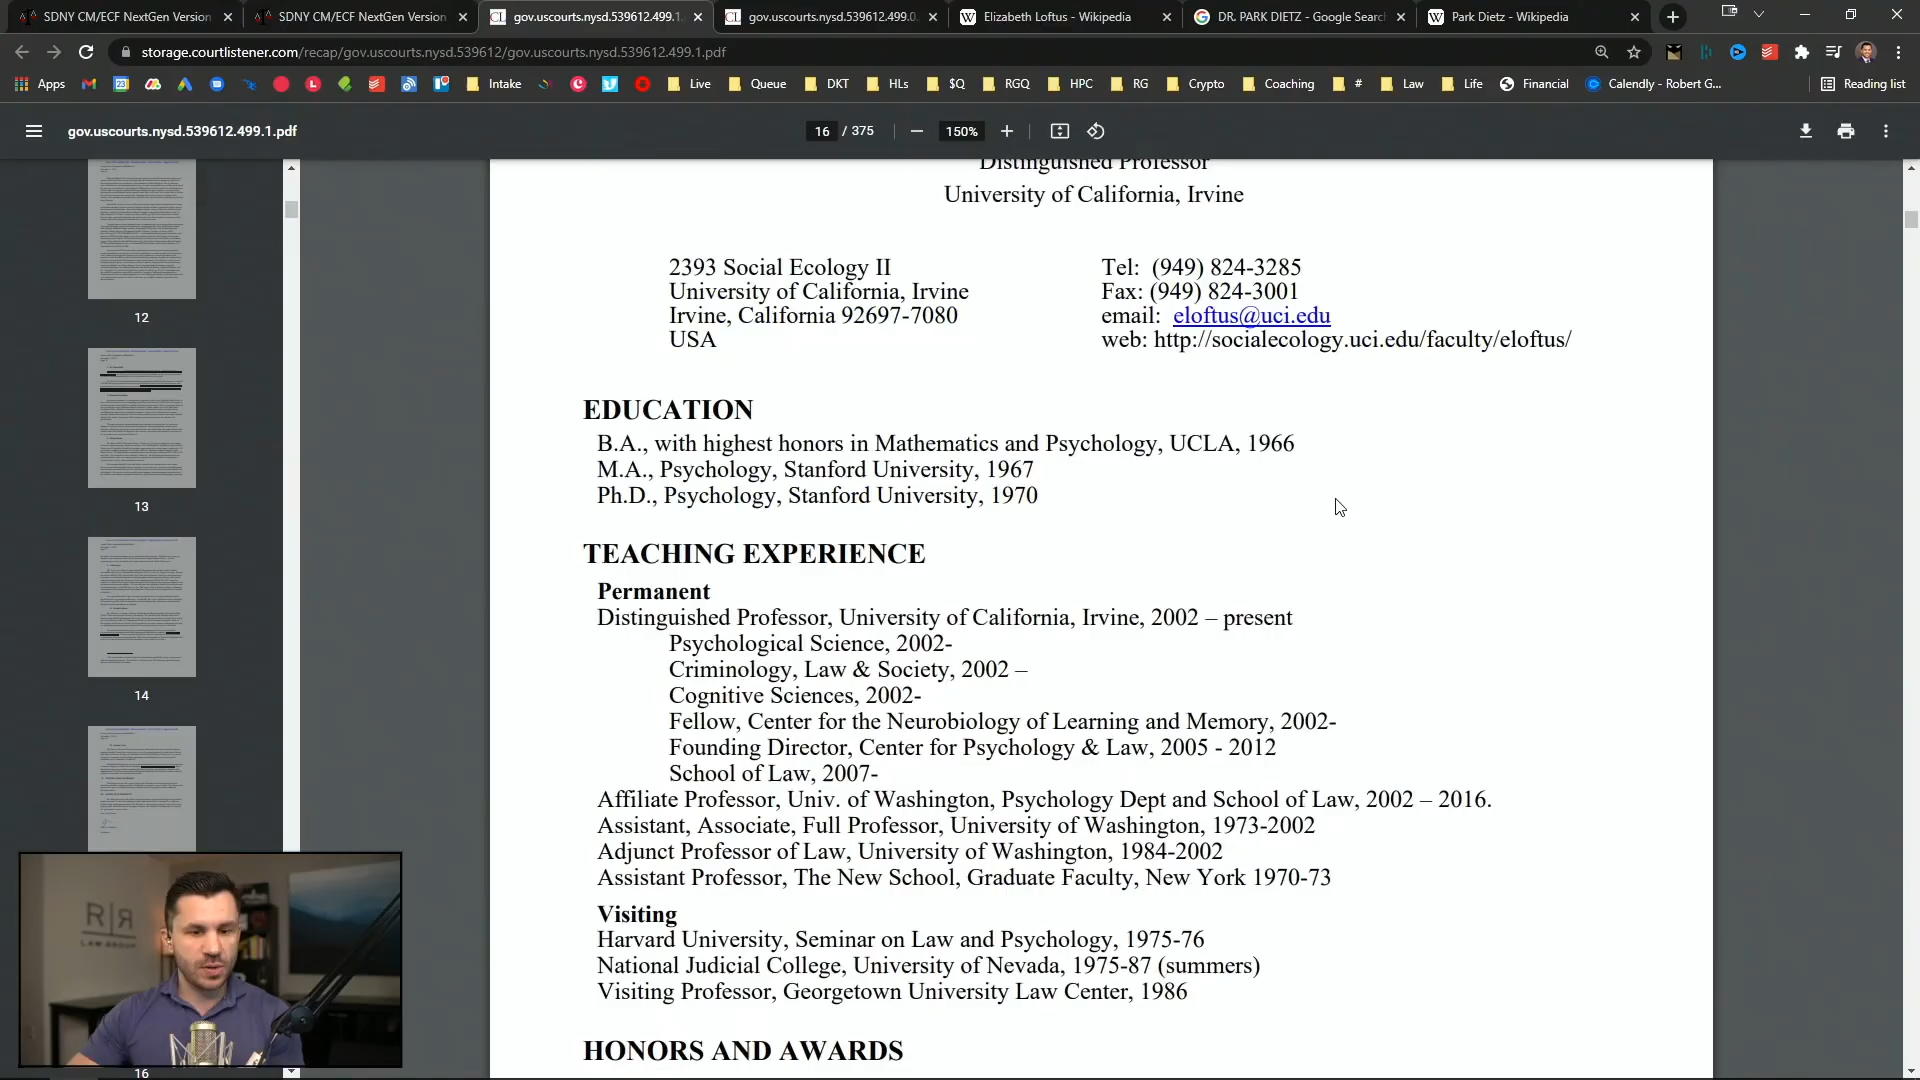 SDNY CM/ECF NextGen Version
SDNY CM/ECF NextGen Version
gov.uscourts.nysd.539612.499.1.
gov.uscourts.nysd.539612.499.0.
Elizabeth Loftus - Wikipedia
DR. PARK DIETZ - Google Search
Park Dietz - Wikipedia
storage.courtlistener.com/recap/gov.uscourts.nysd.539612/gov.uscourts.nysd.539612.499.1.pdf
Apps
Intake
Live
Queue
DKT
HLs
$Q
RGQ
HPC
RG
Crypto
Coaching
#
Law
Life
Financial
Calendly - Robert G...
Reading list
gov.uscourts.nysd.539612.499.1.pdf
16 / 375
150%
12
13
14
16
Distinguished Professor
University of California, Irvine
2393 Social Ecology II
University of California, Irvine
Irvine, California 92697-7080
USA
Tel: (949) 824-3285
Fax: (949) 824-3001
email: eloftus@uci.edu
web: http://socialecology.uci.edu/faculty/eloftus/
EDUCATION
B.A., with highest honors in Mathematics and Psychology, UCLA, 1966
M.A., Psychology, Stanford University, 1967
Ph.D., Psychology, Stanford University, 1970
TEACHING EXPERIENCE
Permanent
Distinguished Professor, University of California, Irvine, 2002 – present
Psychological Science, 2002-
Criminology, Law & Society, 2002 –
Cognitive Sciences, 2002-
Fellow, Center for the Neurobiology of Learning and Memory, 2002-
Founding Director, Center for Psychology & Law, 2005 - 2012
School of Law, 2007-
Affiliate Professor, Univ. of Washington, Psychology Dept and School of Law, 2002 – 2016.
Assistant, Associate, Full Professor, University of Washington, 1973-2002
Adjunct Professor of Law, University of Washington, 1984-2002
Assistant Professor, The New School, Graduate Faculty, New York 1970-73
Visiting
Harvard University, Seminar on Law and Psychology, 1975-76
National Judicial College, University of Nevada, 1975-87 (summers)
Visiting Professor, Georgetown University Law Center, 1986
HONORS AND AWARDS
LAW GROUP